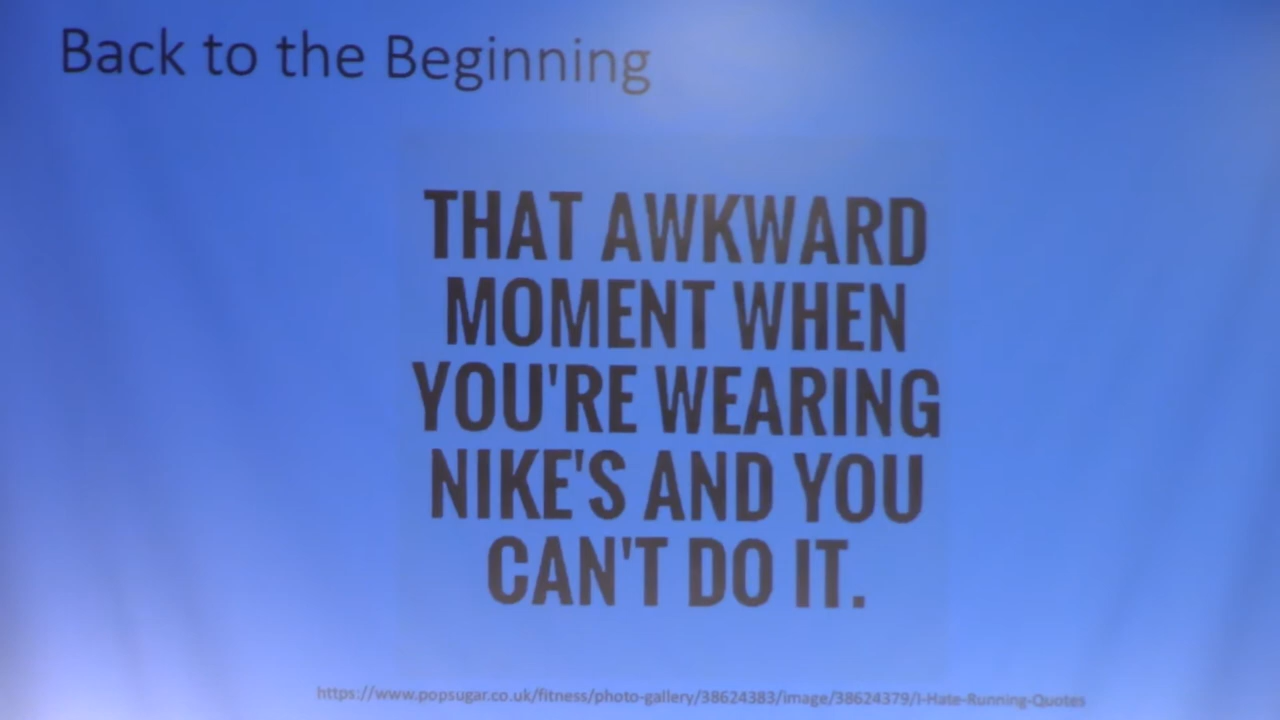 Back to the Beginning
THAT AWKWARD
MOMENT WHEN
YOU'RE WEARING
NIKE'S AND YOU
CAN'T DO IT.
https://www.popsugar.co.uk/fitness/photo-gallery/38624383/image/38624379/I-Hate-Running-Quotes